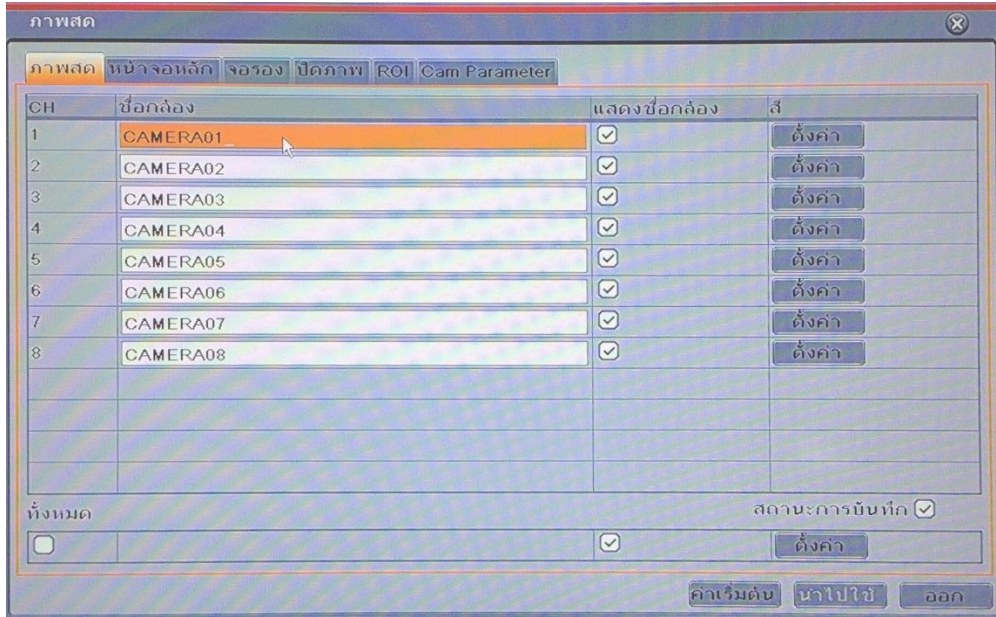 ภาพสด
ภาพสด หน้าจอหลัก จอรอง ปิดภาพ ROI Cam Parameter
CH ชื่อกล้อง แสดงชื่อกล้อง สี
1 CAMERA01_ ตั้งค่า
2 CAMERA02 ตั้งค่า
3 CAMERA03 ตั้งค่า
4 CAMERA04 ตั้งค่า
5 CAMERA05 ตั้งค่า
6 CAMERA06 ตั้งค่า
7 CAMERA07 ตั้งค่า
8 CAMERA08 ตั้งค่า
ทั้งหมด สถานะการบันทึก
ตั้งค่า
ค่าเริ่มต้น นำไปใช้ ออก